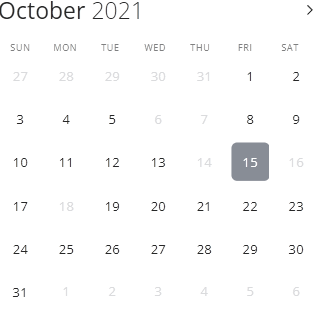 October 2021
SUN MON TUE WED THU FRI SAT
27 28 29 30 31 1 2
3 4 5 6 7 8 9
10 11 12 13 14 15 16
17 18 19 20 21 22 23
24 25 26 27 28 29 30
31 1 2 3 4 5 6